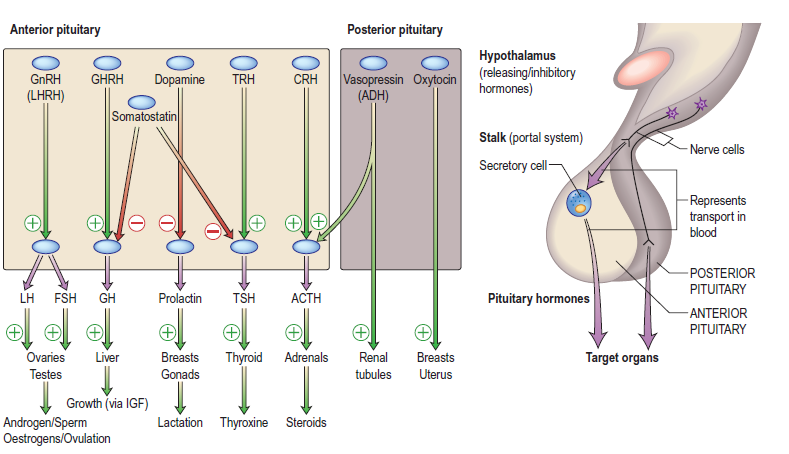 Anterior pituitary
Posterior pituitary
GnRH
(LHRH)
GHRH
Dopamine
TRH
CRH
Somatostatin
Vasopressin
(ADH)
Oxytocin
+
+
−
−
−
+
+
+
LH
FSH
GH
Prolactin
TSH
ACTH
+
+
+
+
+
+
+
+
Ovaries
Testes
Liver
Breasts
Gonads
Thyroid
Adrenals
Renal
tubules
Breasts
Uterus
Growth (via IGF)
Androgen/Sperm
Oestrogens/Ovulation
Lactation
Thyroxine
Steroids
Hypothalamus
(releasing/inhibitory
hormones)
Stalk (portal system)
Secretory cell
Nerve cells
Represents
transport in
blood
Pituitary hormones
POSTERIOR
PITUITARY
ANTERIOR
PITUITARY
Target organs